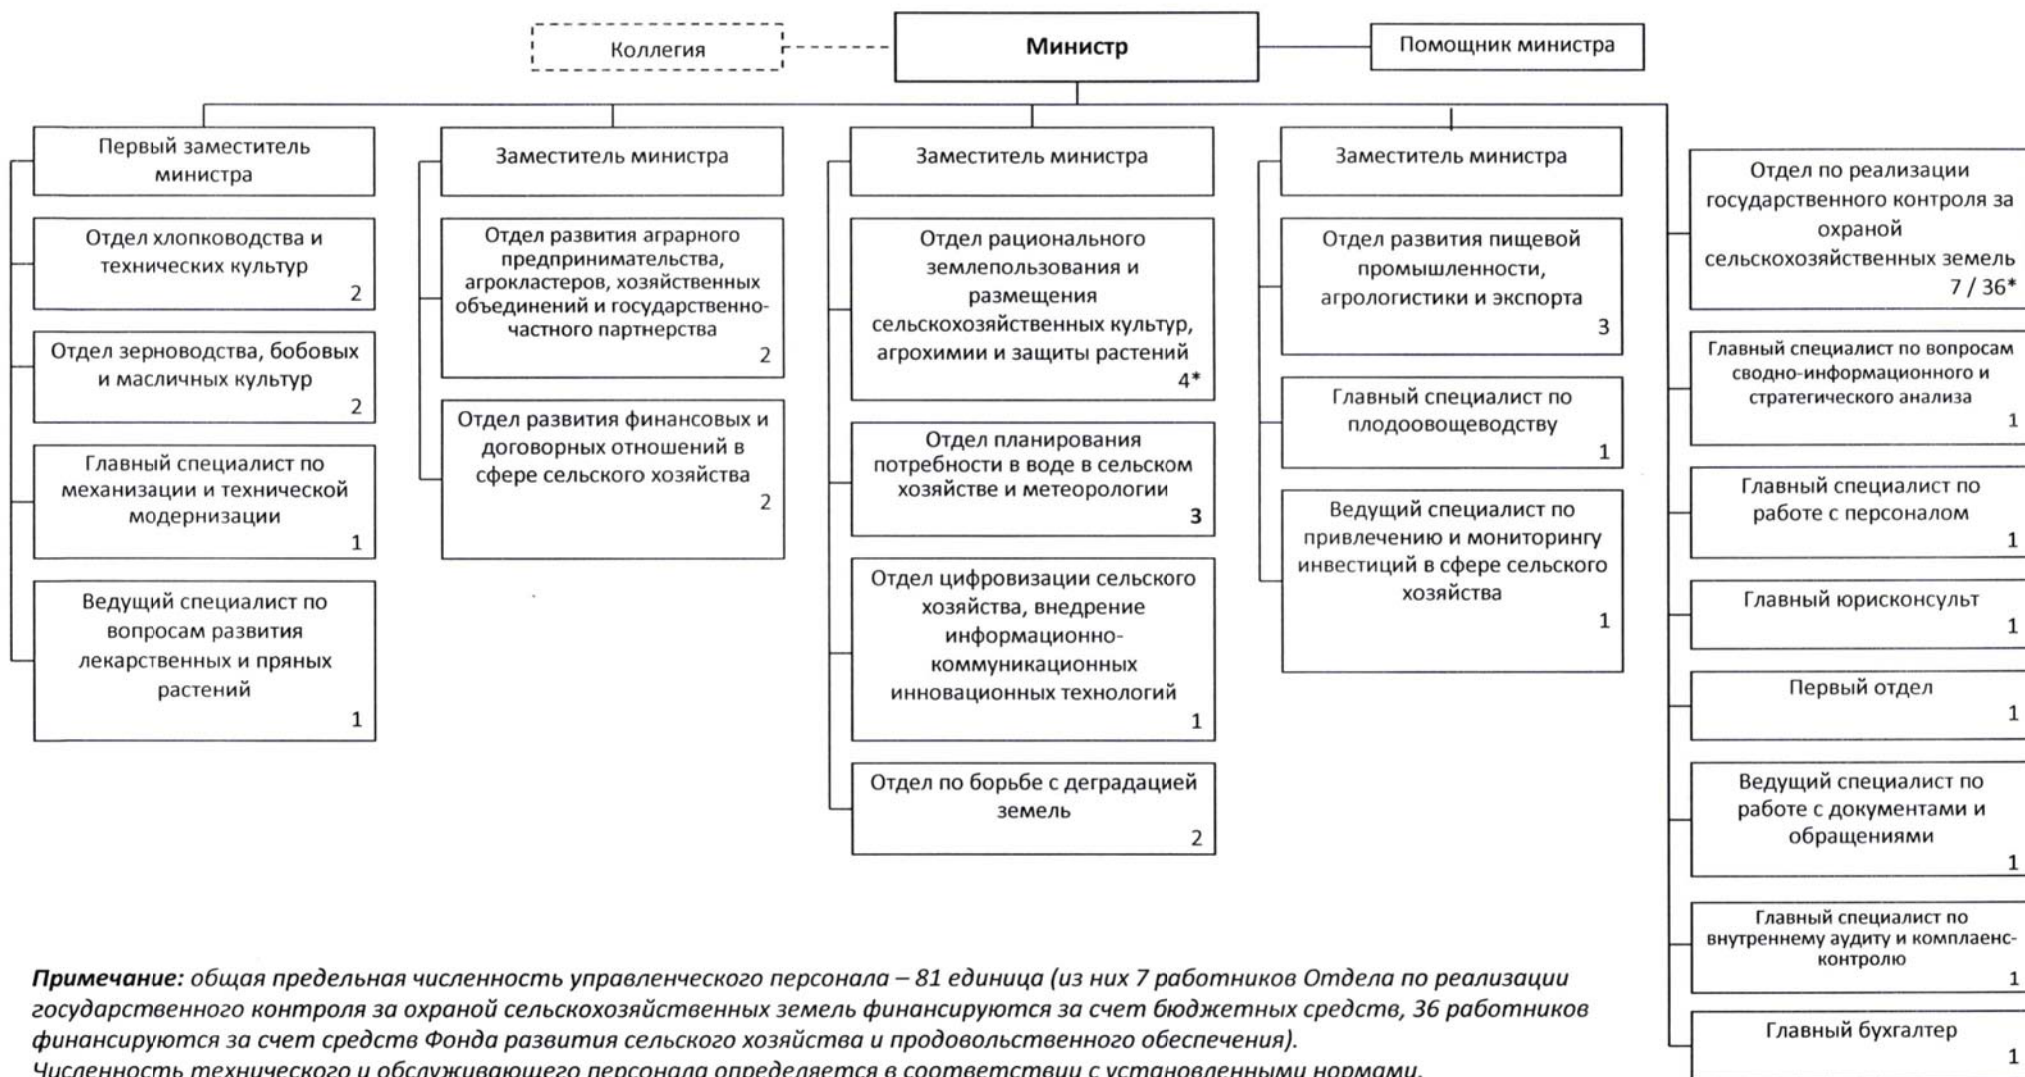 Коллегия
Министр
Помощник министра
Первый заместитель
министра
Отдел хлопководства и
технических культур
2
Отдел зерноводства, бобовых
и масличных культур
2
Главный специалист по
механизации и технической
модернизации
1
Ведущий специалист по
вопросам развития
лекарственных и пряных
растений
1
Заместитель министра
Отдел развития аграрного
предпринимательства,
агрокластеров, хозяйственных
объединений и государственно-
частного партнерства
2
Отдел развития финансовых и
договорных отношений в
сфере сельского хозяйства
2
Заместитель министра
Отдел рационального
землепользования и
размещения
сельскохозяйственных культур,
агрохимии и защиты растений
4*
Отдел планирования
потребности в воде в сельском
хозяйстве и метеорологии
3
Отдел цифровизации сельского
хозяйства, внедрение
информационно-
коммуникационных
инновационных технологий
1
Отдел по борьбе с деградацией
земель
2
Заместитель министра
Отдел развития пищевой
промышленности,
агрологистики и экспорта
3
Главный специалист по
плодоовощеводству
1
Ведущий специалист по
привлечению и мониторингу
инвестиций в сфере сельского
хозяйства
1
Отдел по реализации
государственного контроля за
охраной
сельскохозяйственных земель
7 / 36*
Главный специалист по вопросам
сводно-информационного и
стратегического анализа
1
Главный специалист по
работе с персоналом
1
Главный юрисконсульт
1
Первый отдел
1
Ведущий специалист по
работе с документами и
обращениями
1
Главный специалист по
внутреннему аудиту и комплаенс-
контролю
1
Главный бухгалтер
1
Примечание: общая предельная численность управленческого персонала – 81 единица (из них 7 работников Отдела по реализации
государственного контроля за охраной сельскохозяйственных земель финансируются за счет бюджетных средств, 36 работников
финансируются за счет средств Фонда развития сельского хозяйства и продовольственного обеспечения).
Численность технического и обслуживающего персонала определяется в соответствии с установленными нормами.